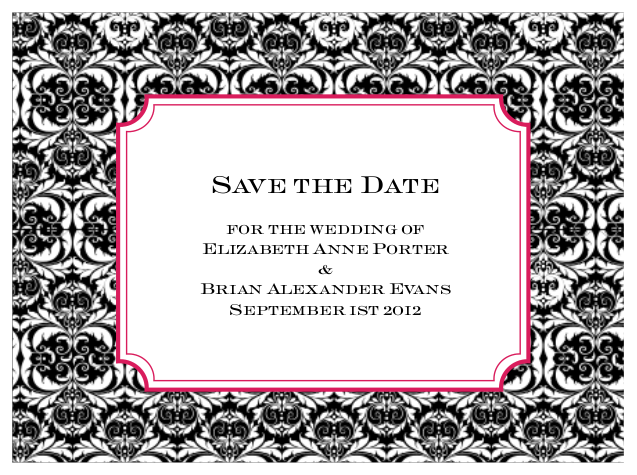 Save the Date
for the wedding of
Elizabeth Anne Porter
&
Brian Alexander Evans
September 1st 2012